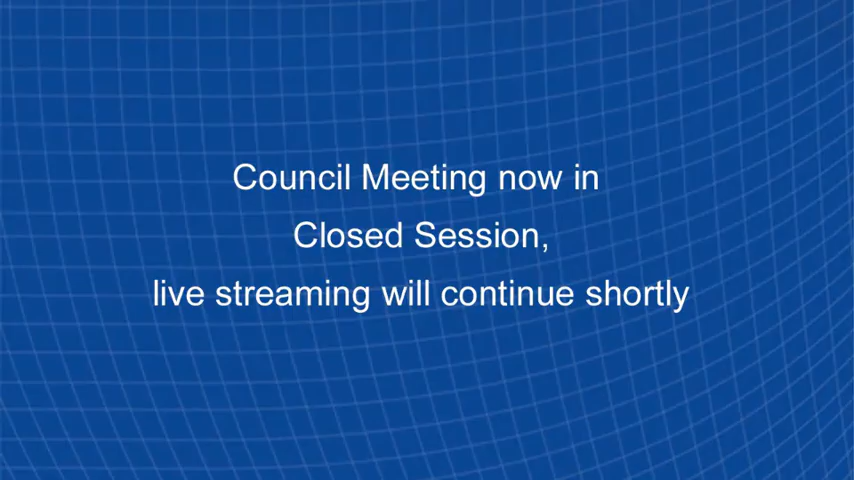 Council Meeting now in
Closed Session,
live streaming will continue shortly